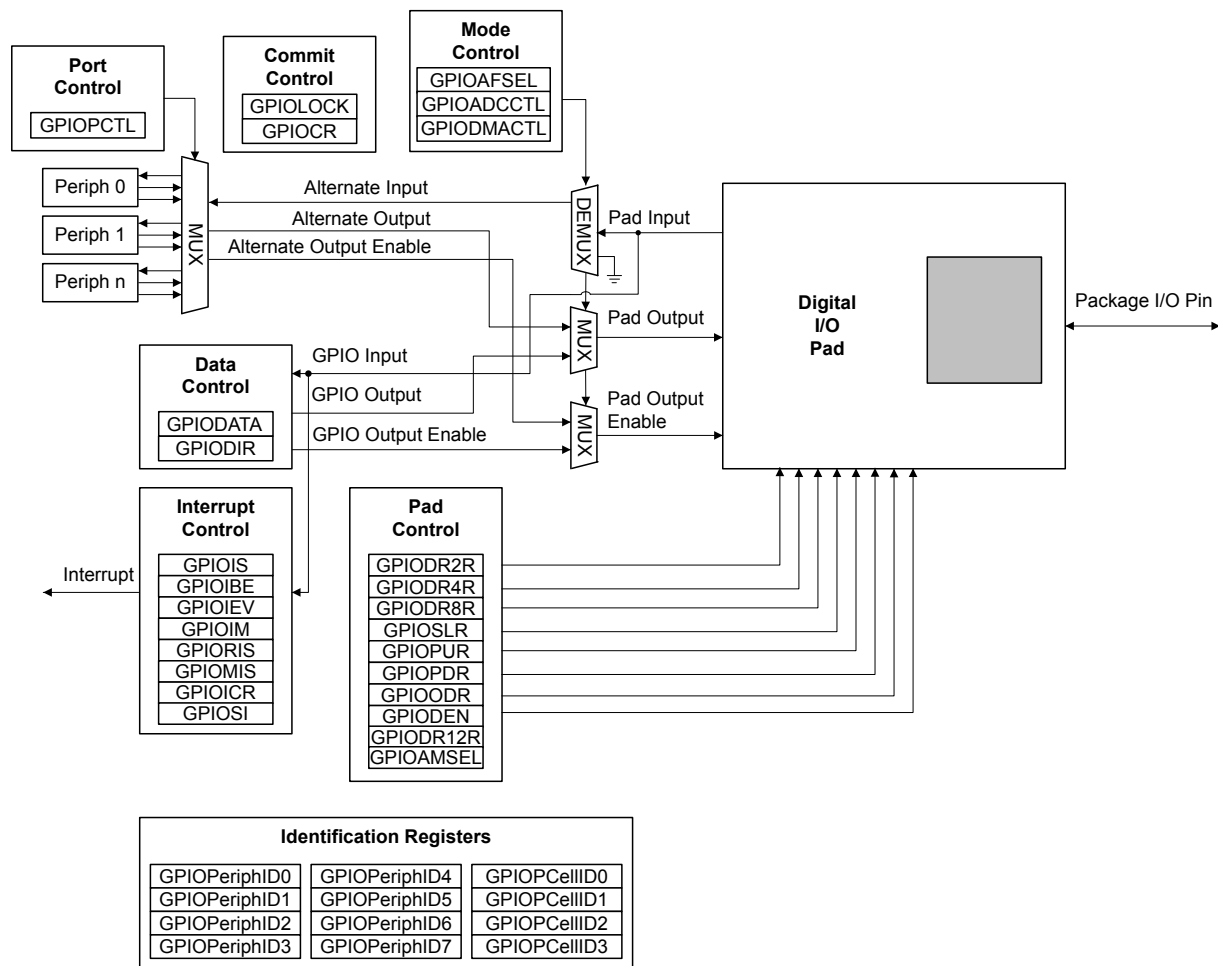 Port
Control
GPIOPCTL
Commit
Control
GPIOLOCK
GPIOCR
Mode
Control
GPIOAFSEL
GPIOADCCTL
GPIODMACTL
Periph 0
Periph 1
Periph n
MUX
Alternate Input
Alternate Output
Alternate Output Enable
DEMUX
Pad Input
MUX
Pad Output
MUX
Pad Output
Enable
Digital
I/O
Pad
Package I/O Pin
Data
Control
GPIODATA
GPIODIR
GPIO Input
GPIO Output
GPIO Output Enable
Interrupt
Interrupt
Control
GPIOIS
GPIOIBE
GPIOIEV
GPIOIM
GPIORIS
GPIOMIS
GPIOICR
GPIOSI
Pad
Control
GPIODR2R
GPIODR4R
GPIODR8R
GPIOSLR
GPIOPUR
GPIOPDR
GPIOODR
GPIODEN
GPIODR12R
GPIOAMSEL
Identification Registers
GPIOPeriphID0
GPIOPeriphID1
GPIOPeriphID2
GPIOPeriphID3
GPIOPeriphID4
GPIOPeriphID5
GPIOPeriphID6
GPIOPeriphID7
GPIOPCellID0
GPIOPCellID1
GPIOPCellID2
GPIOPCellID3